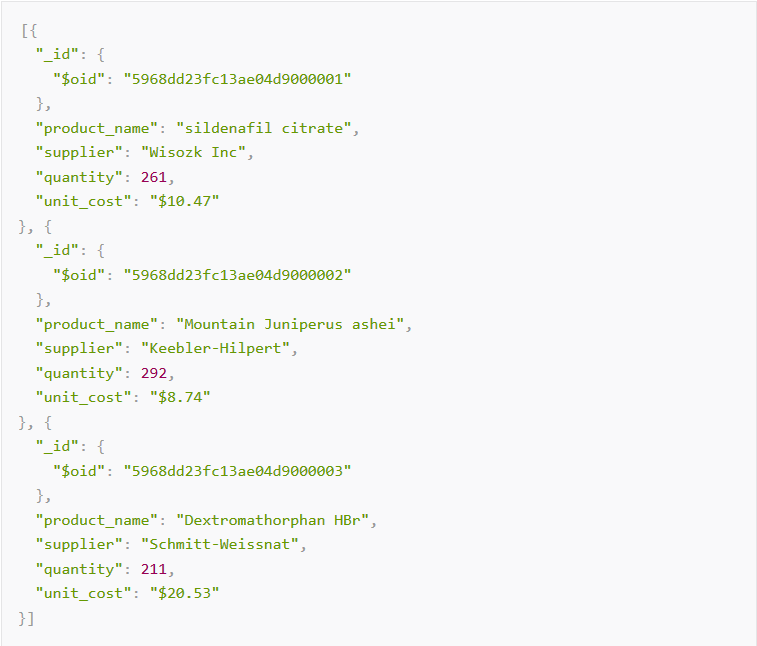 [{
  "_id": {
    "$oid": "5968dd23fc13ae04d9000001"
  },
  "product_name": "sildenafil citrate",
  "supplier": "Wisozk Inc",
  "quantity": 261,
  "unit_cost": "$10.47"
}, {
  "_id": {
    "$oid": "5968dd23fc13ae04d9000002"
  },
  "product_name": "Mountain Juniperus ashei",
  "supplier": "Keebler-Hilpert",
  "quantity": 292,
  "unit_cost": "$8.74"
}, {
  "_id": {
    "$oid": "5968dd23fc13ae04d9000003"
  },
  "product_name": "Dextromathorphan HBr",
  "supplier": "Schmitt-Weissnat",
  "quantity": 211,
  "unit_cost": "$20.53"
}]